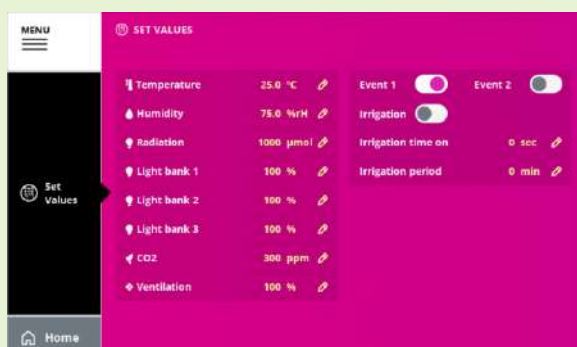 MENU
SET VALUES
Temperature 25.0 °C
Humidity 75.0 %rH
Radiation 1000 µmol
Light bank 1 100 %
Light bank 2 100 %
Light bank 3 100 %
CO2 300 ppm
Ventilation 100 %
Event 1 Event 2
Irrigation
Irrigation time on 0 sec
Irrigation period 0 min
Set
Values
Home